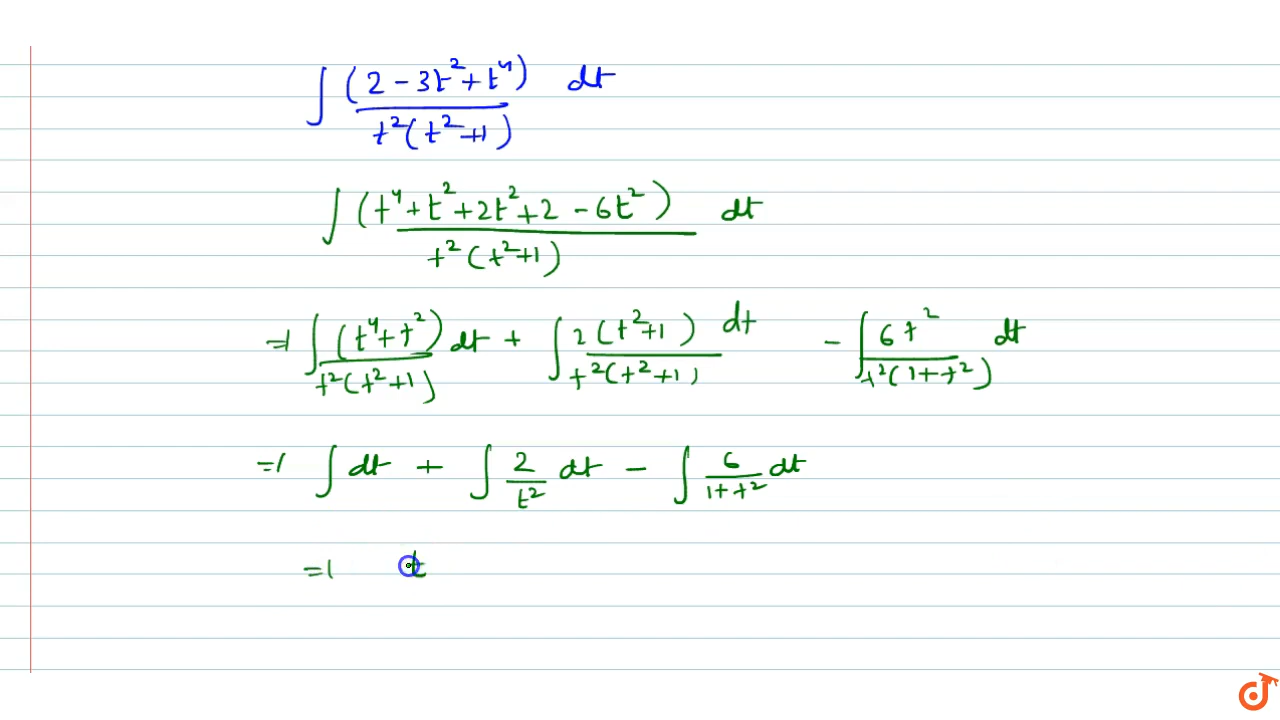 ∫ (2 - 3t² + t⁴) / t²(t² + 1) dt
∫ (t⁴ + t² + 2t² + 2 - 6t²) / t²(t² + 1) dt
⇒ ∫ (t⁴ + t²) / t²(t² + 1) dt + ∫ 2(t² + 1) / t²(t² + 1) dt - ∫ 6t² / t²(1 + t²) dt
⇒ ∫ dt + ∫ 2 / t² dt - ∫ 6 / 1 + t² dt
⇒ t